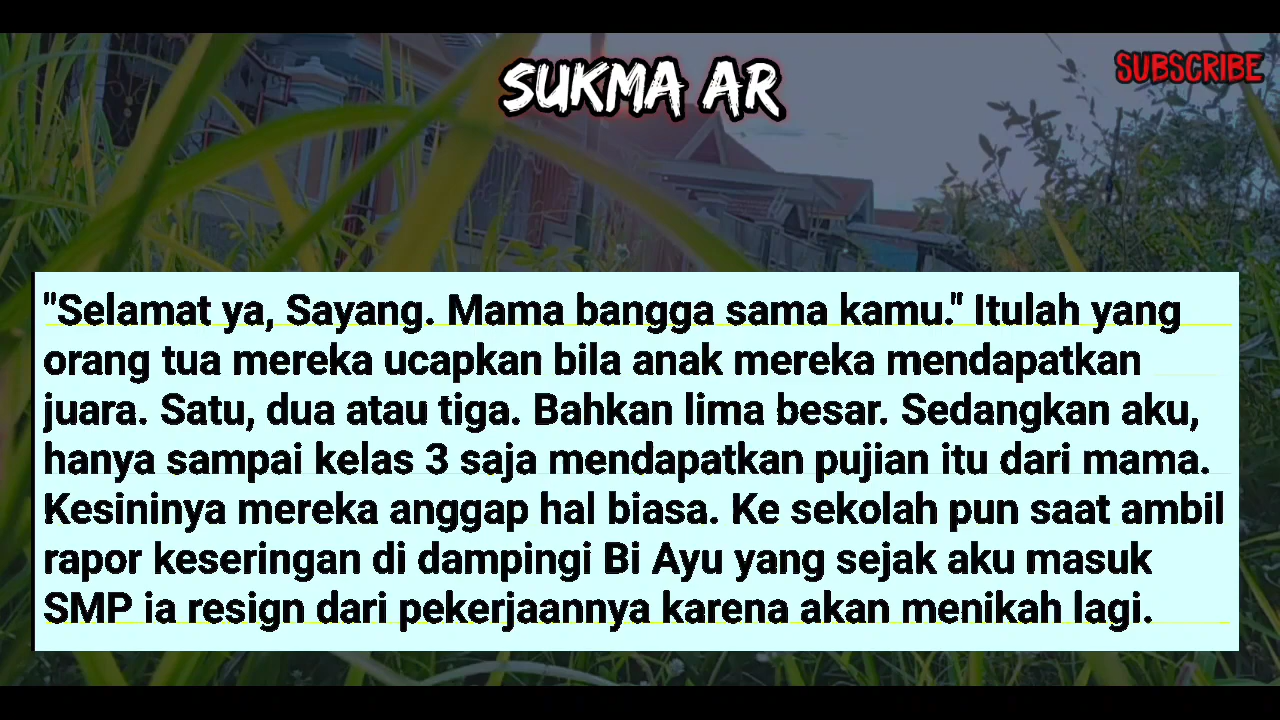 SUKMA AR
SUBSCRIBE
"Selamat ya, Sayang. Mama bangga sama kamu." Itulah yang
orang tua mereka ucapkan bila anak mereka mendapatkan
juara. Satu, dua atau tiga. Bahkan lima besar. Sedangkan aku,
hanya sampai kelas 3 saja mendapatkan pujian itu dari mama.
Kesininya mereka anggap hal biasa. Ke sekolah pun saat ambil
rapor keseringan di dampingi Bi Ayu yang sejak aku masuk
SMP ia resign dari pekerjaannya karena akan menikah lagi.